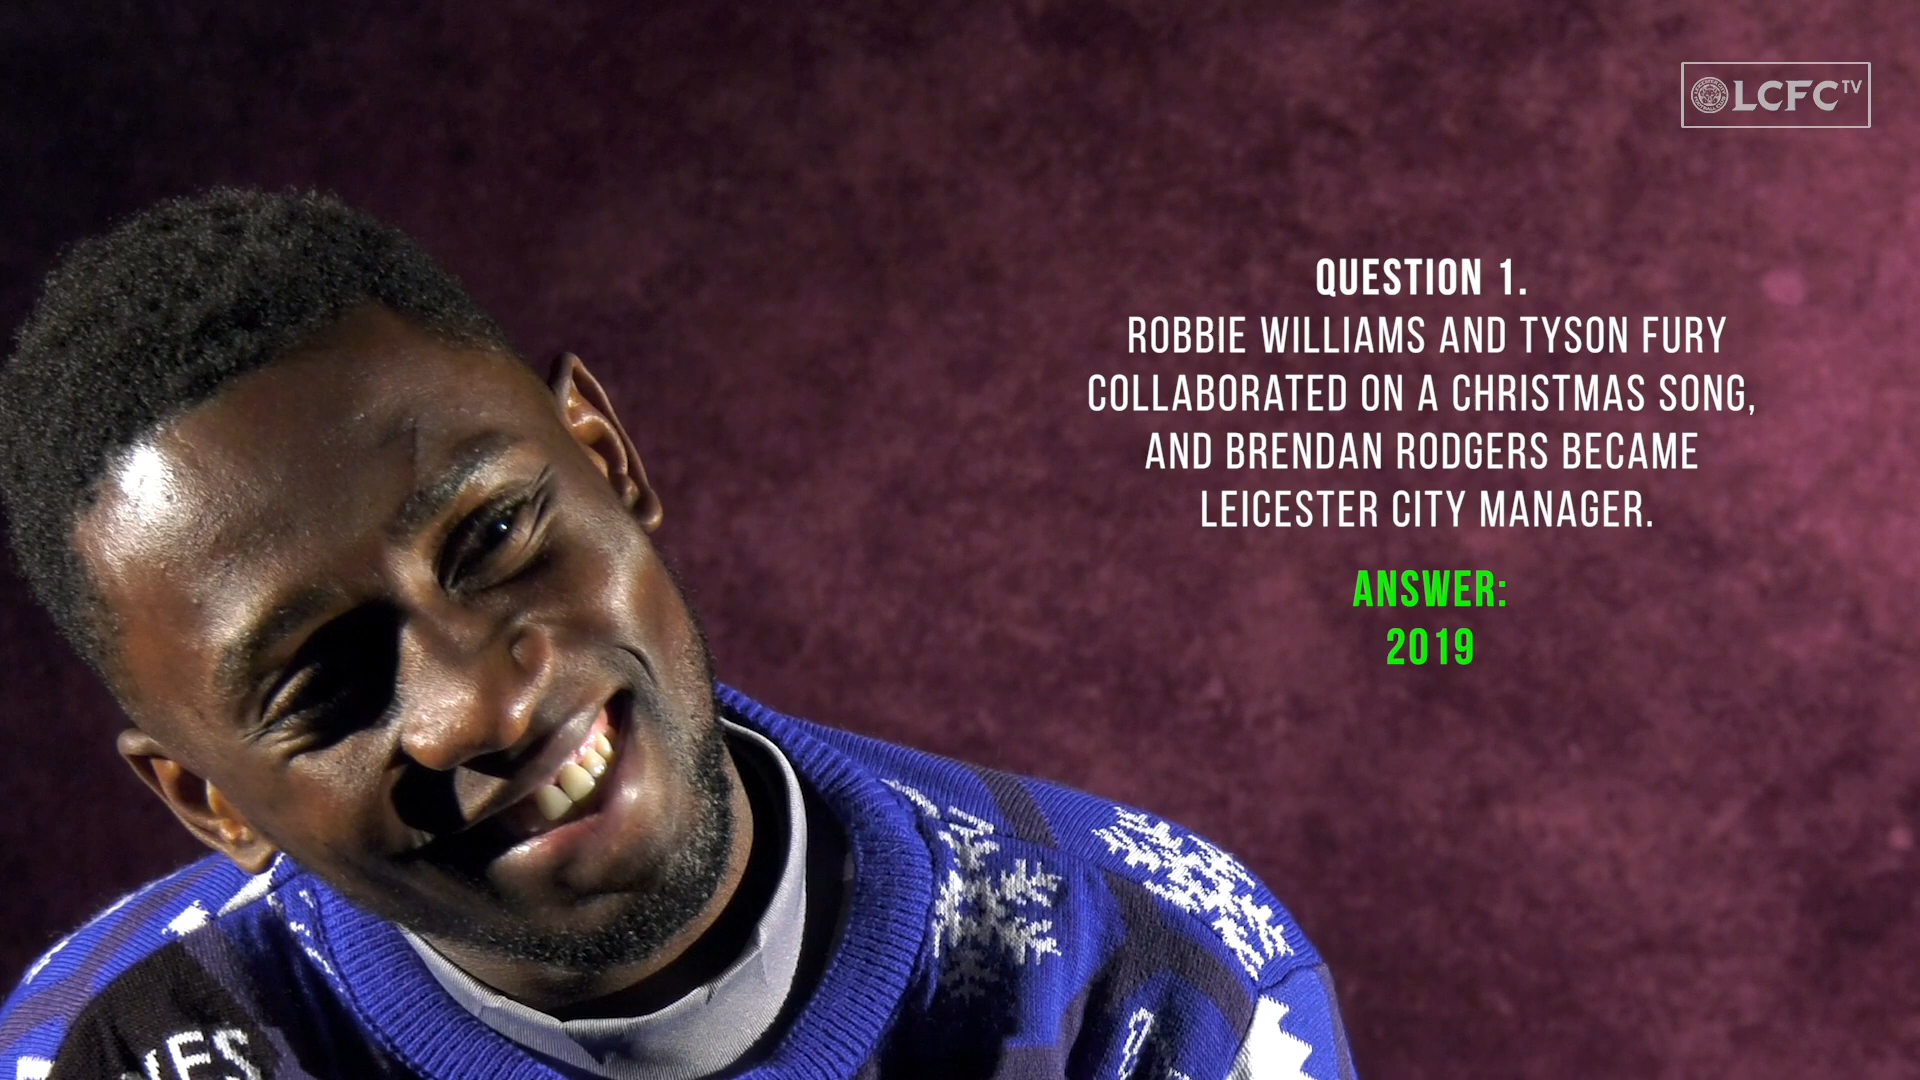 LCFC TV
QUESTION 1.
ROBBIE WILLIAMS AND TYSON FURY
COLLABORATED ON A CHRISTMAS SONG,
AND BRENDAN RODGERS BECAME
LEICESTER CITY MANAGER.
ANSWER:
2019